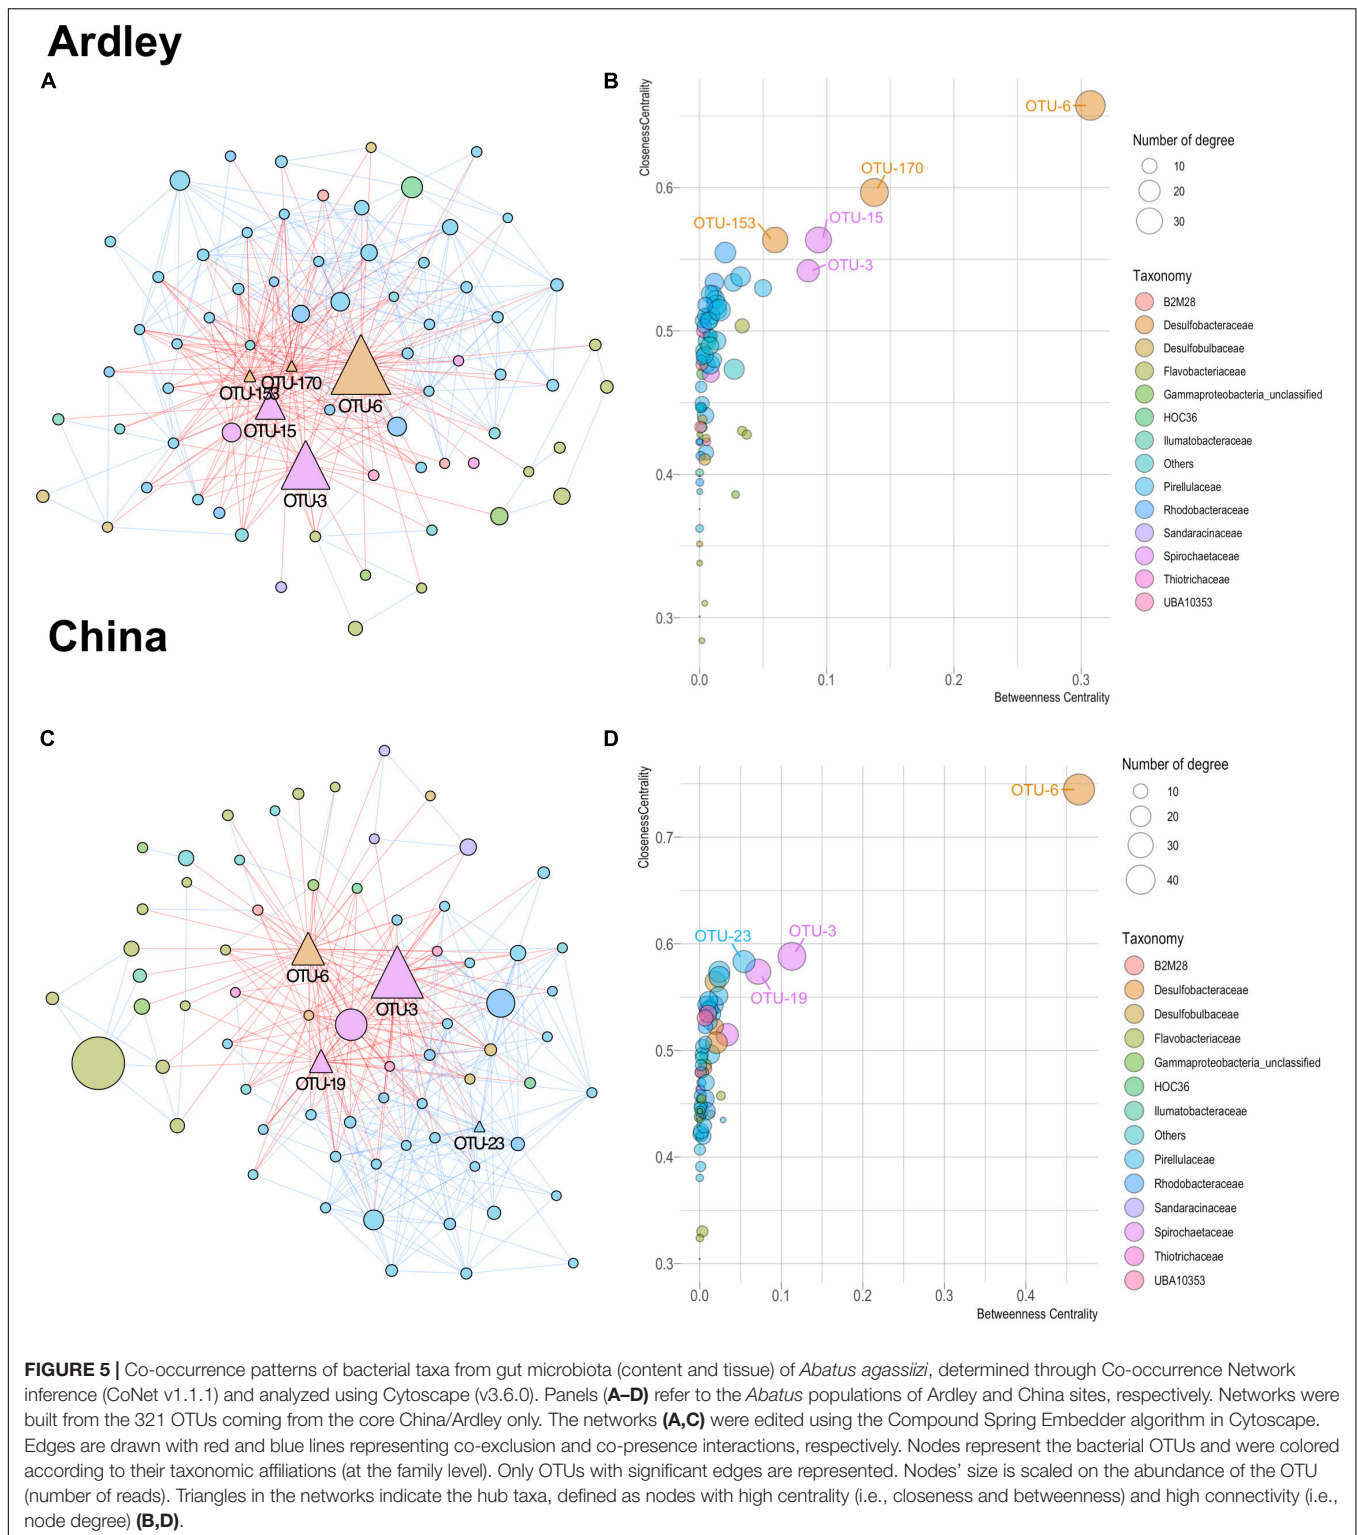 Ardley
A
OTU-170
OTU-153
OTU-6
OTU-15
OTU-3
B
ClosenessCentrality
0.6
0.5
0.4
0.3
OTU-6
OTU-170
OTU-15
OTU-153
OTU-3
0.0
0.1
0.2
0.3
Betweenness Centrality
Number of degree
10
20
30
Taxonomy
B2M28
Desulfobacteraceae
Desulfobulbaceae
Flavobacteriaceae
Gammaproteobacteria_unclassified
HOC36
Ilumatobacteraceae
Others
Pirellulaceae
Rhodobacteraceae
Sandaracinaceae
Spirochaetaceae
Thiotrichaceae
UBA10353
China
C
OTU-6
OTU-3
OTU-19
OTU-23
D
ClosenessCentrality
0.7
0.6
0.5
0.4
0.3
OTU-6
OTU-23
OTU-3
OTU-19
0.0
0.1
0.2
0.3
0.4
Betweenness Centrality
Number of degree
10
20
30
40
Taxonomy
B2M28
Desulfobacteraceae
Desulfobulbaceae
Flavobacteriaceae
Gammaproteobacteria_unclassified
HOC36
Ilumatobacteraceae
Others
Pirellulaceae
Rhodobacteraceae
Sandaracinaceae
Spirochaetaceae
Thiotrichaceae
UBA10353
FIGURE 5 | Co-occurrence patterns of bacterial taxa from gut microbiota (content and tissue) of Abatus agassiizi, determined through Co-occurrence Network
inference (CoNet v1.1.1) and analyzed using Cytoscape (v3.6.0). Panels (A–D) refer to the Abatus populations of Ardley and China sites, respectively. Networks were
built from the 321 OTUs coming from the core China/Ardley only. The networks (A,C) were edited using the Compound Spring Embedder algorithm in Cytoscape.
Edges are drawn with red and blue lines representing co-exclusion and co-presence interactions, respectively. Nodes represent the bacterial OTUs and were colored
according to their taxonomic affiliations (at the family level). Only OTUs with significant edges are represented. Nodes' size is scaled on the abundance of the OTU
(number of reads). Triangles in the networks indicate the hub taxa, defined as nodes with high centrality (i.e., closeness and betweenness) and high connectivity (i.e.,
node degree) (B,D).